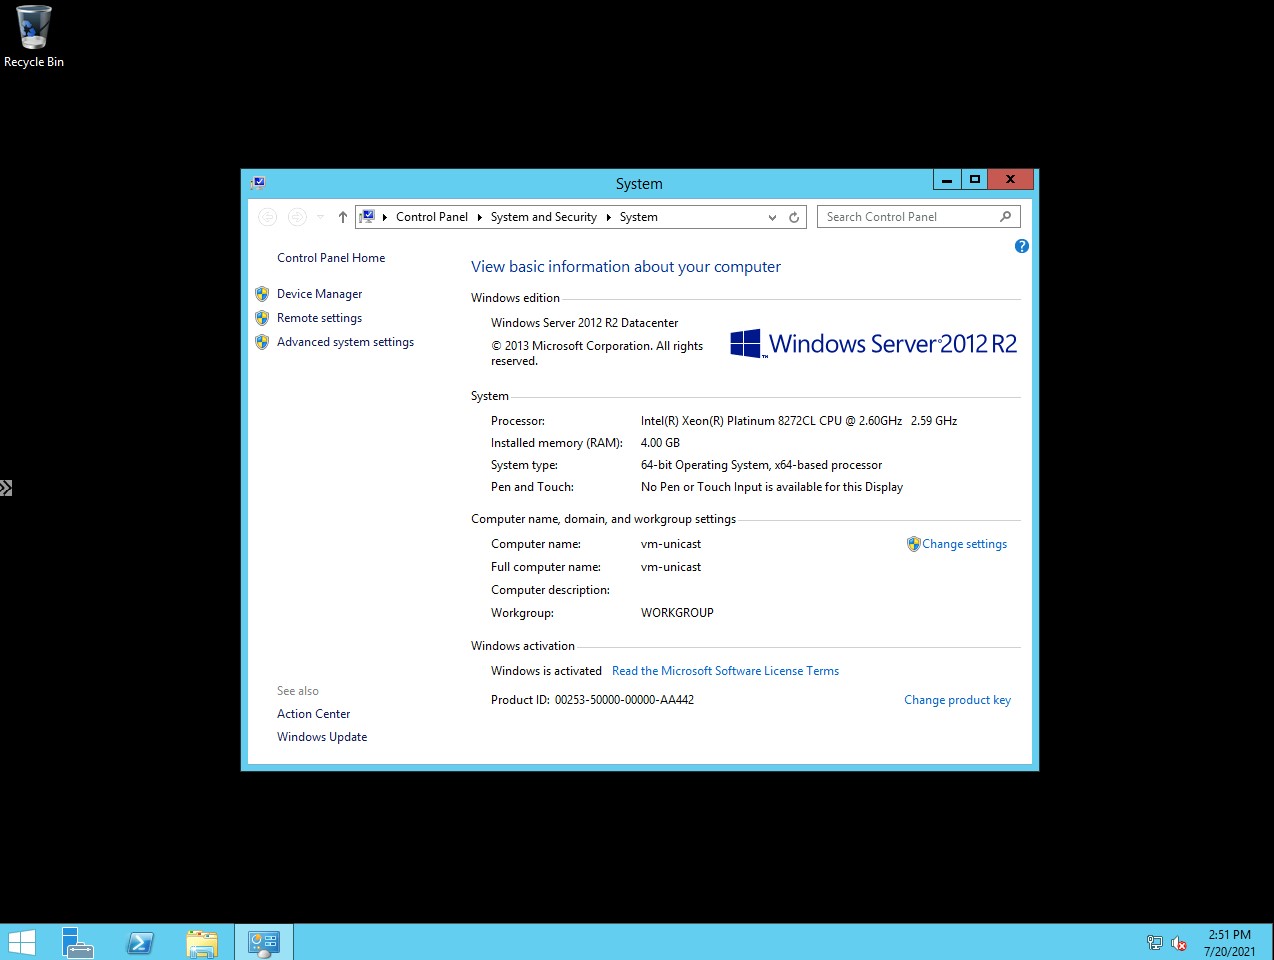 Recycle Bin
System
Control Panel System and Security System
Search Control Panel
Control Panel Home
Device Manager
Remote settings
Advanced system settings
View basic information about your computer
Windows edition
Windows Server 2012 R2 Datacenter
© 2013 Microsoft Corporation. All rights
reserved.
Windows Server 2012 R2
System
Processor: Intel(R) Xeon(R) Platinum 8272CL CPU @ 2.60GHz 2.59 GHz
Installed memory (RAM): 4.00 GB
System type: 64-bit Operating System, x64-based processor
Pen and Touch: No Pen or Touch Input is available for this Display
Computer name, domain, and workgroup settings
Computer name: vm-unicast Change settings
Full computer name: vm-unicast
Computer description:
Workgroup: WORKGROUP
Windows activation
Windows is activated Read the Microsoft Software License Terms
Product ID: 00253-50000-00000-AA442 Change product key
See also
Action Center
Windows Update
2:51 PM
7/20/2021